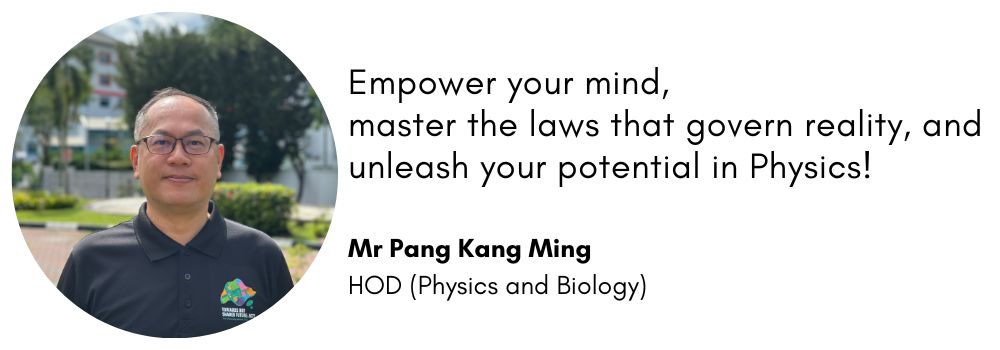 Empower your mind,
master the laws that govern reality, and
unleash your potential in Physics!
Mr Pang Kang Ming
HOD (Physics and Biology)